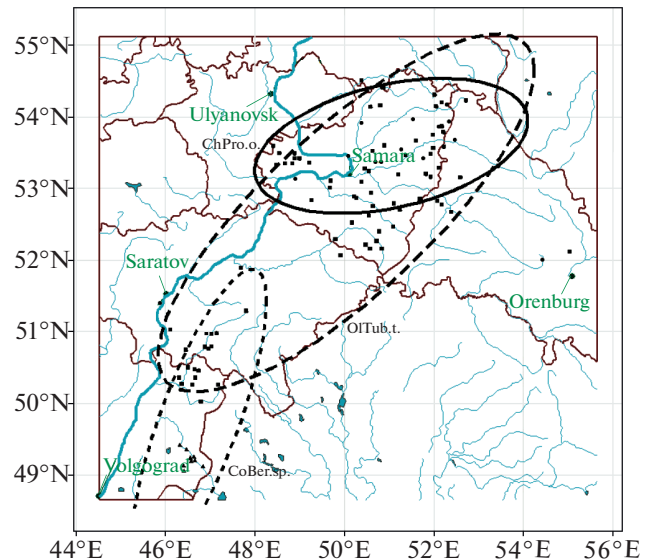 55°N
54°N
53°N
52°N
51°N
50°N
49°N
Ulyanovsk
ChPro.o.
Samara
Saratov
Orenburg
OlTub.t.
Volgograd
CoBer.sp.
44°E 46°E 48°E 50°E 52°E 54°E 56°E